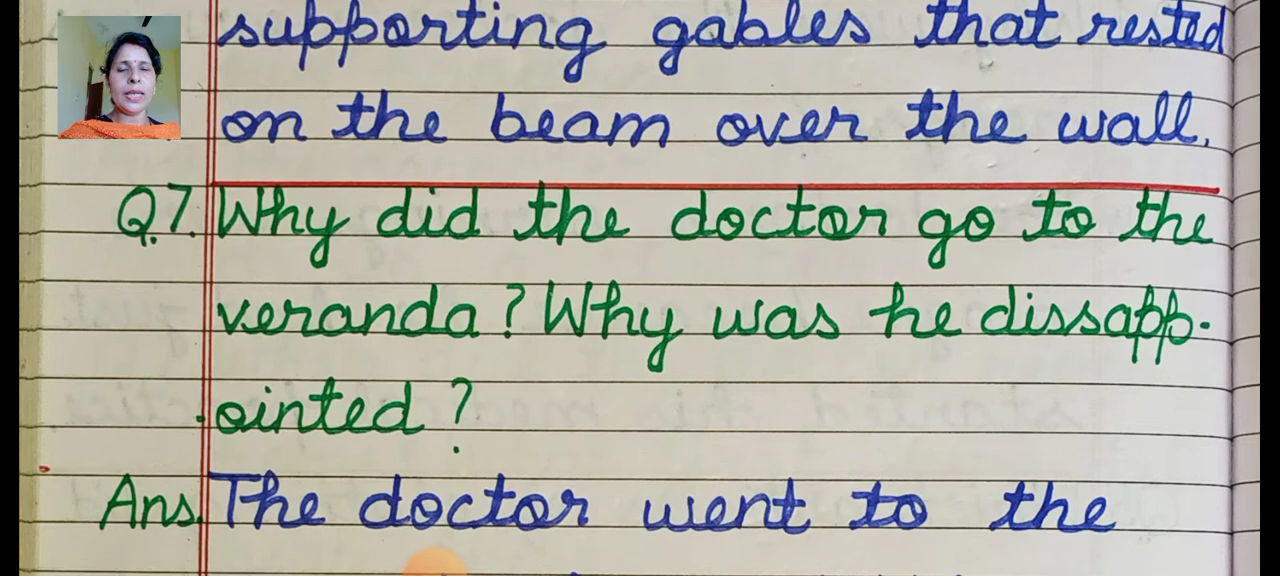 supporting gables that rested
on the beam over the wall.
Q.7. Why did the doctor go to the
veranda? Why was he dissapp-
ointed?
Ans. The doctor went to the